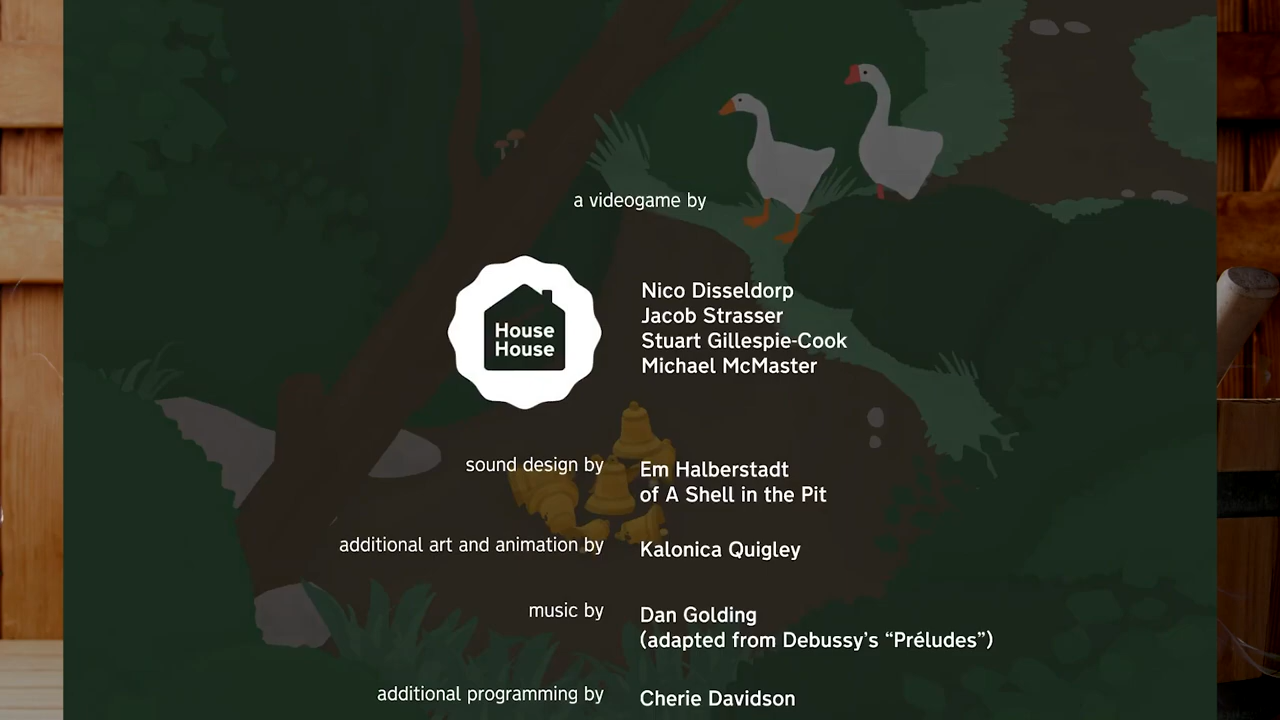 a videogame by
House
House
Nico Disseldorp
Jacob Strasser
Stuart Gillespie-Cook
Michael McMaster
sound design by
Em Halberstadt
of A Shell in the Pit
additional art and animation by
Kalonica Quigley
music by
Dan Golding
(adapted from Debussy's “Préludes”)
additional programming by
Cherie Davidson